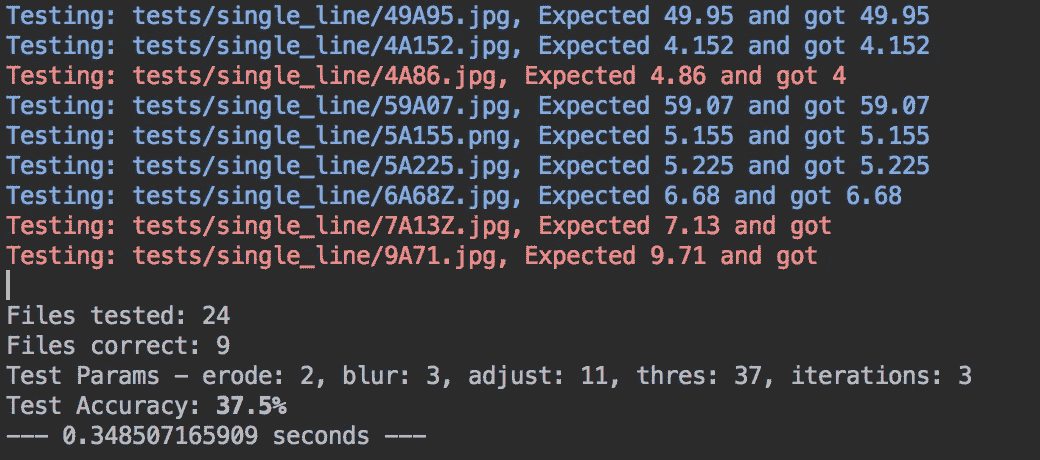 Testing: tests/single_line/49A95.jpg, Expected 49.95 and got 49.95
Testing: tests/single_line/4A152.jpg, Expected 4.152 and got 4.152
Testing: tests/single_line/4A86.jpg, Expected 4.86 and got 4
Testing: tests/single_line/59A07.jpg, Expected 59.07 and got 59.07
Testing: tests/single_line/5A155.png, Expected 5.155 and got 5.155
Testing: tests/single_line/5A225.jpg, Expected 5.225 and got 5.225
Testing: tests/single_line/6A68Z.jpg, Expected 6.68 and got 6.68
Testing: tests/single_line/7A13Z.jpg, Expected 7.13 and got
Testing: tests/single_line/9A71.jpg, Expected 9.71 and got
Files tested: 24
Files correct: 9
Test Params – erode: 2, blur: 3, adjust: 11, thres: 37, iterations: 3
Test Accuracy: 37.5%
--- 0.348507165909 seconds ---